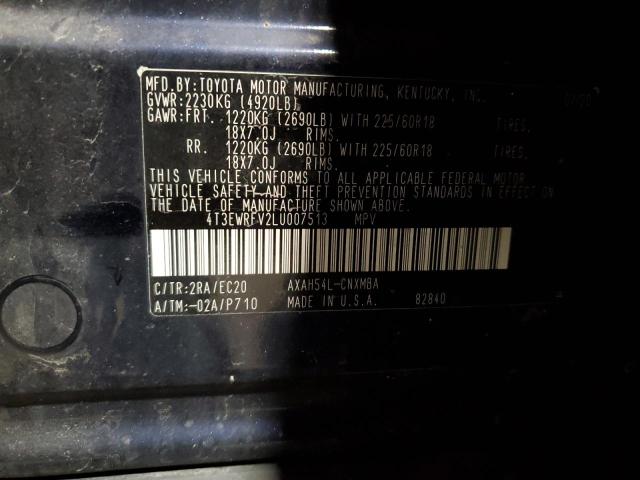 MFD.BY:TOYOTA MOTOR MANUFACTURING, KENTUCKY, INC. 07/20
GVWR:2230KG (4920LB)
GAWR:FRT. 1220KG (2690LB) WITH 225/60R18 TIRES,
18X7.0J RIMS.
RR. 1220KG (2690LB) WITH 225/60R18 TIRES,
18X7.0J RIMS.
THIS VEHICLE CONFORMS TO ALL APPLICABLE FEDERAL MOTOR
VEHICLE SAFETY AND THEFT PREVENTION STANDARDS IN EFFECT ON
THE DATE OF MANUFACTURE SHOWN ABOVE.
4T3EWRFV2LU007513 MPV
C/TR:2RA/EC20 AXAH54L-CNXMBA
A/TM:-02A/P710 MADE IN U.S.A. 82840